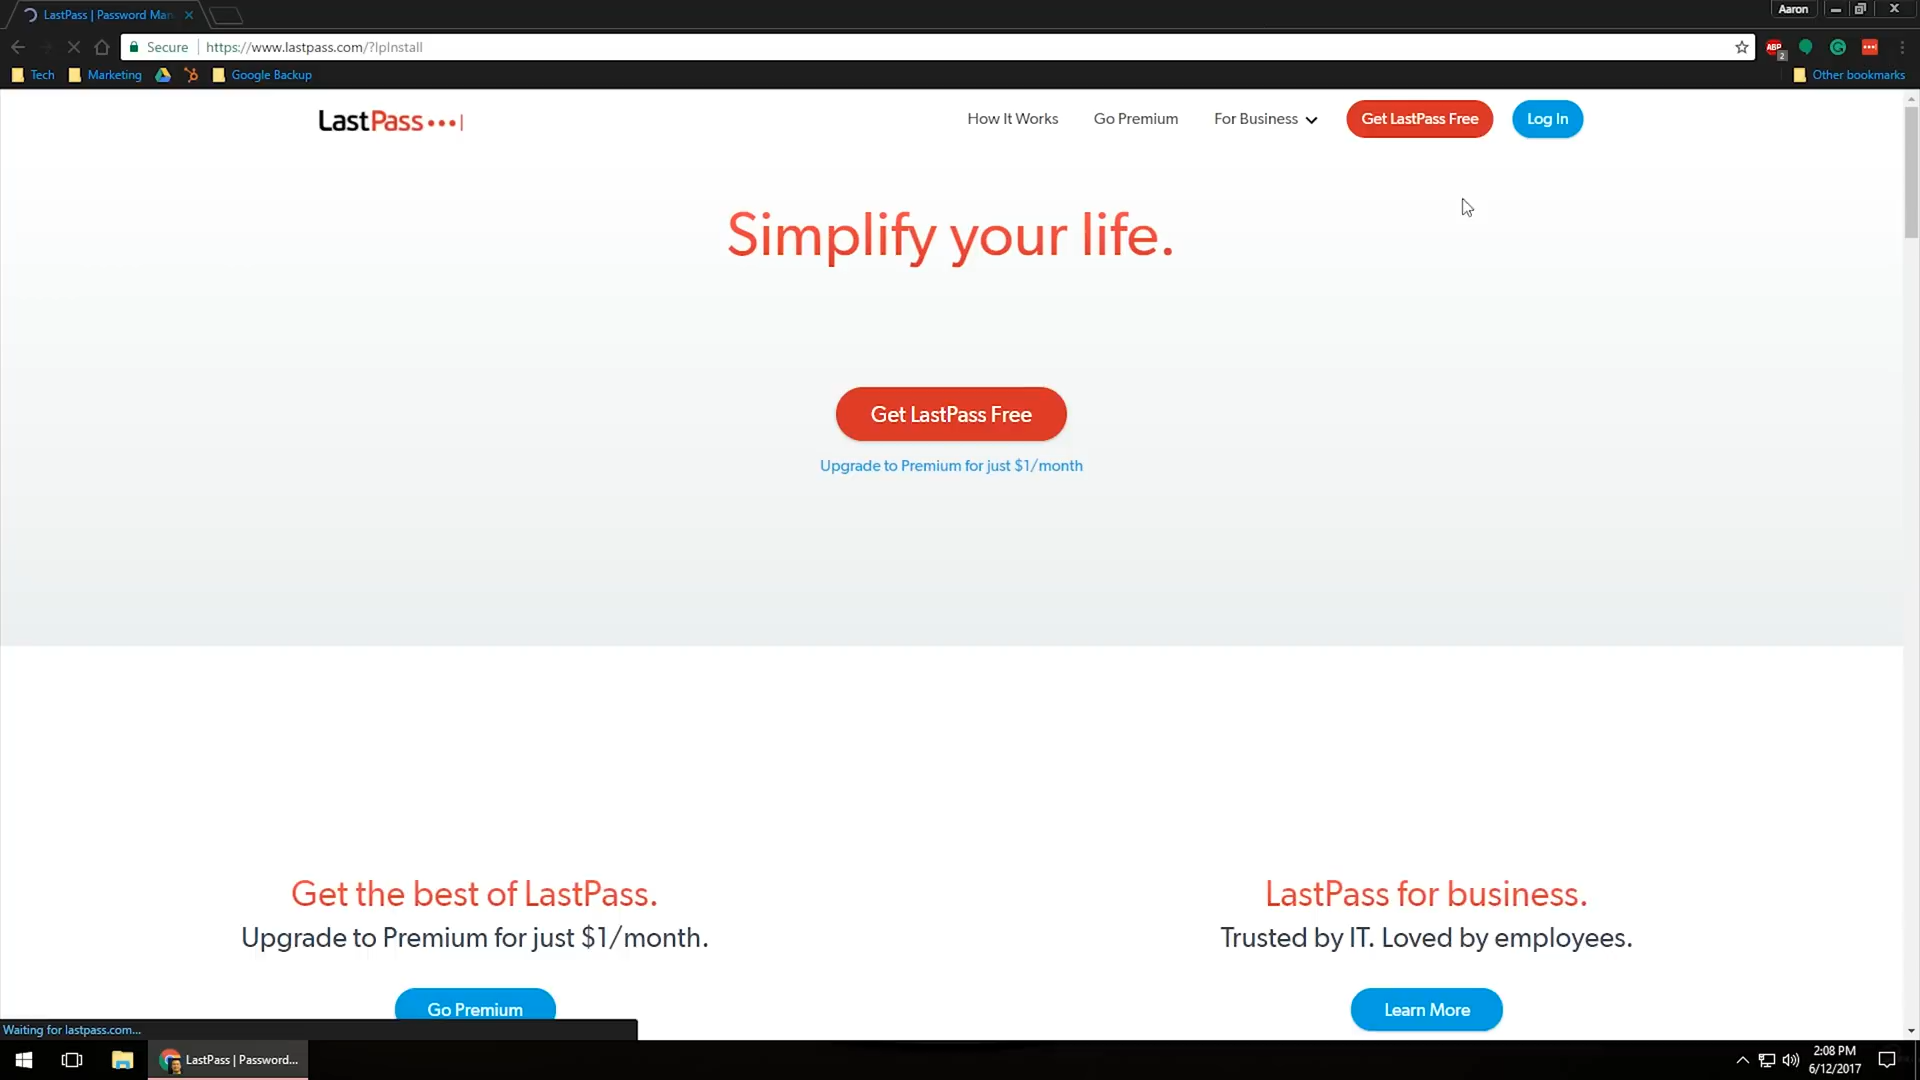 LastPass | Password Man
Aaron
Secure
https://www.lastpass.com/?lpInstall
ABP
2
Tech
Marketing
Google Backup
Other bookmarks
LastPass
How It Works
Go Premium
For Business
Get LastPass Free
Log In
Simplify your life.
Get LastPass Free
Upgrade to Premium for just $1/month
Get the best of LastPass.
Upgrade to Premium for just $1/month.
Go Premium
LastPass for business.
Trusted by IT. Loved by employees.
Learn More
Waiting for lastpass.com...
LastPass | Password...
2:08 PM
6/12/2017